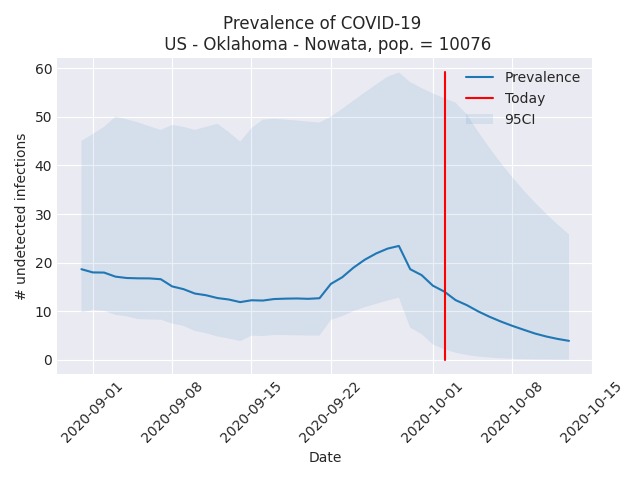 Prevalence of COVID-19
US - Oklahoma - Nowata, pop. = 10076
Prevalence
Today
95CI
# undetected infections
60
50
40
30
20
10
0
2020-09-01
2020-09-08
2020-09-15
2020-09-22
2020-10-01
2020-10-08
2020-10-15
Date